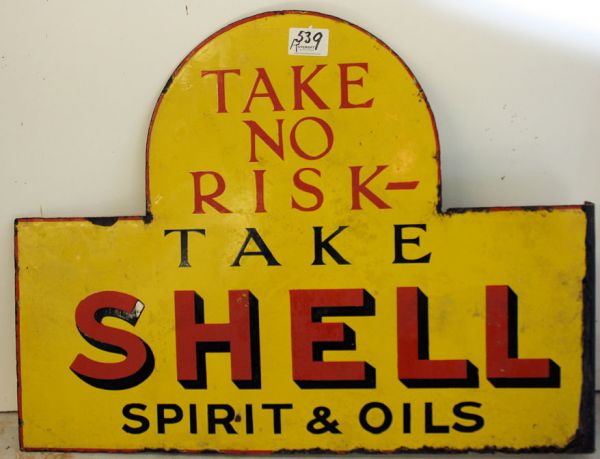 539
TAKE
NO
RISK-
TAKE
SHELL
SPIRIT & OILS